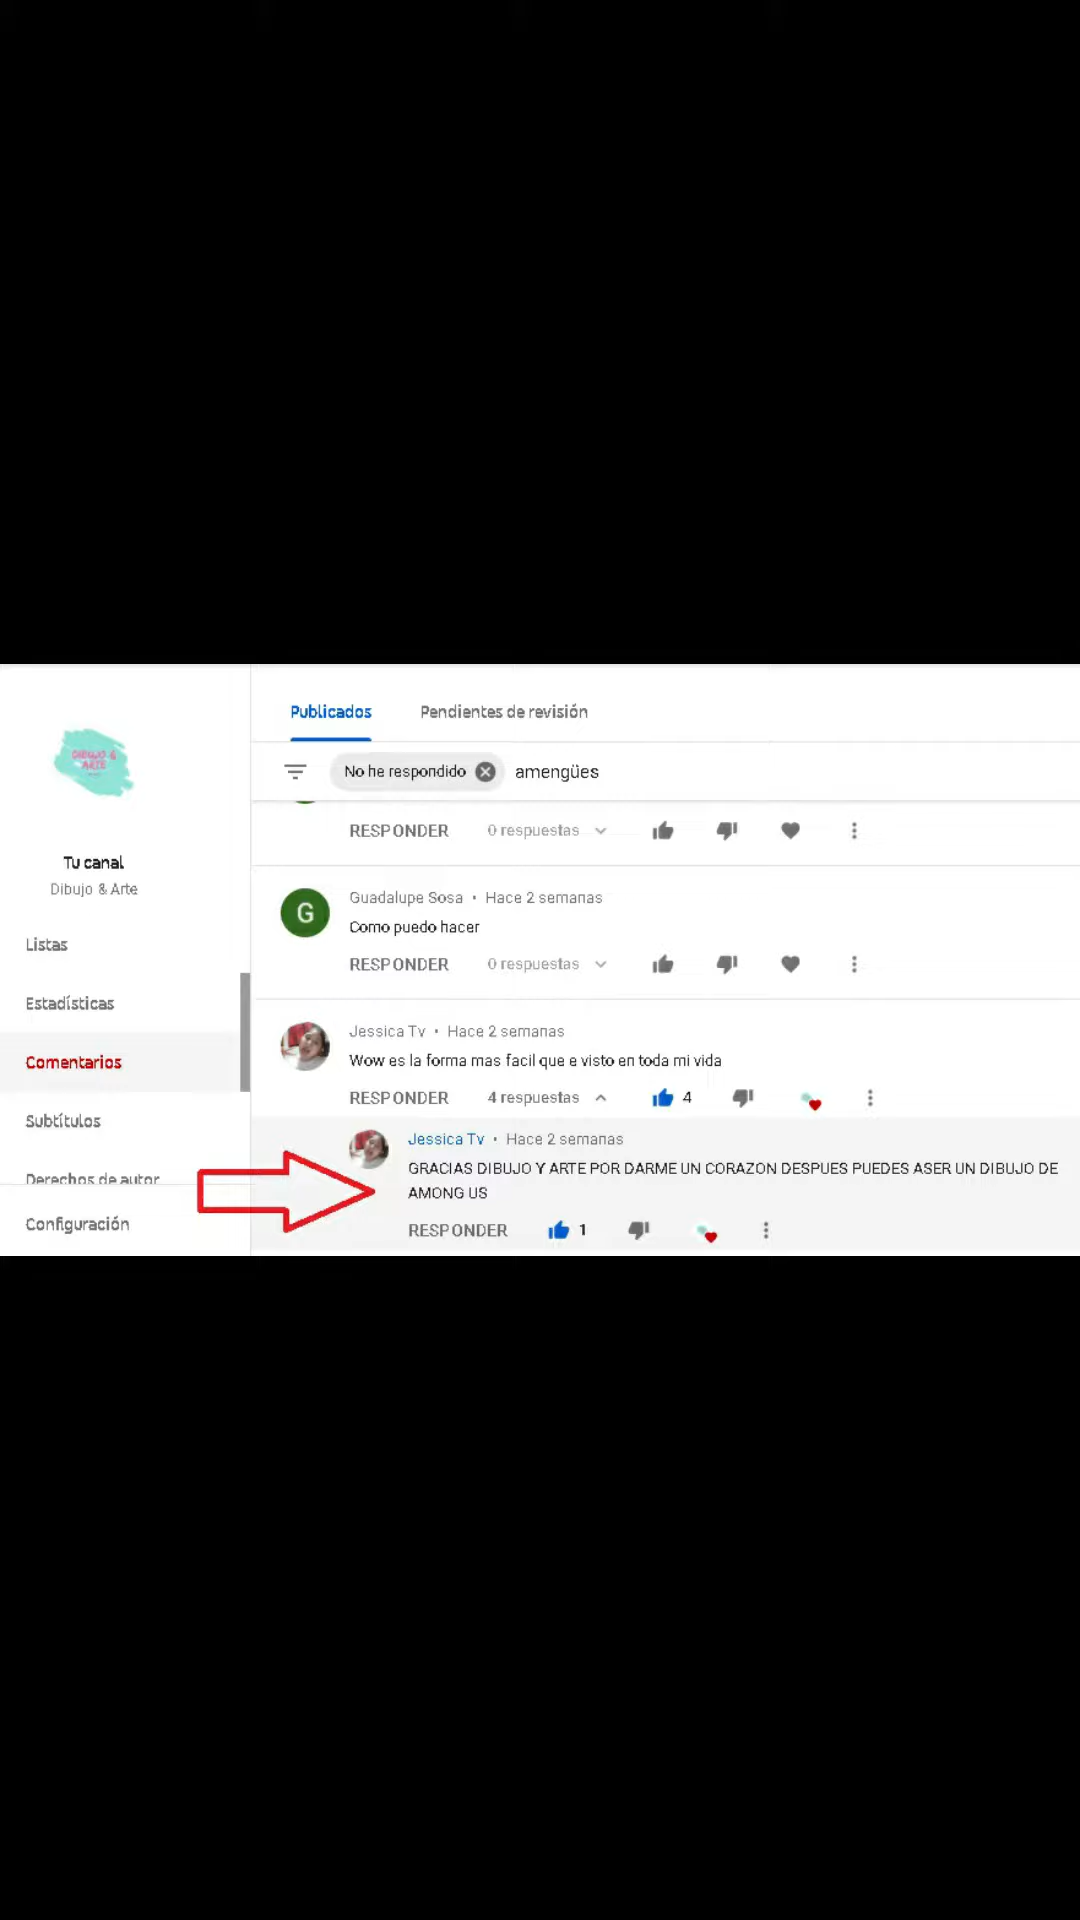 DIBUJO &
ARTE
Tu canal
Dibujo & Arte
Listas
Estadísticas
Comentarios
Subtítulos
Derechos de autor
Configuración
Publicados Pendientes de revisión
No he respondido amengües
RESPONDER 0 respuestas
G
Guadalupe Sosa • Hace 2 semanas
Como puedo hacer
RESPONDER 0 respuestas
Jessica Tv • Hace 2 semanas
Wow es la forma mas facil que e visto en toda mi vida
RESPONDER 4 respuestas 4
Jessica Tv • Hace 2 semanas
GRACIAS DIBUJO Y ARTE POR DARME UN CORAZON DESPUES PUEDES ASER UN DIBUJO DE
AMONG US
RESPONDER 1